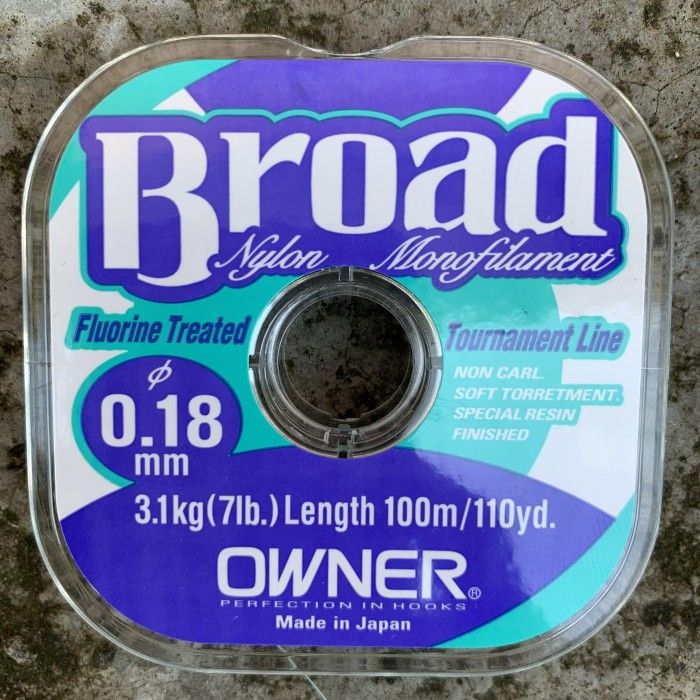 Broad
Nylon Monofilament
Fluorine Treated
Tournament Line
NON CARL.
SOFT TORRETMENT.
SPECIAL RESIN
FINISHED
ϕ
0.18
mm
3.1kg(7lb.) Length 100m/110yd.
OWNER®
PERFECTION IN HOOKS
Made in Japan